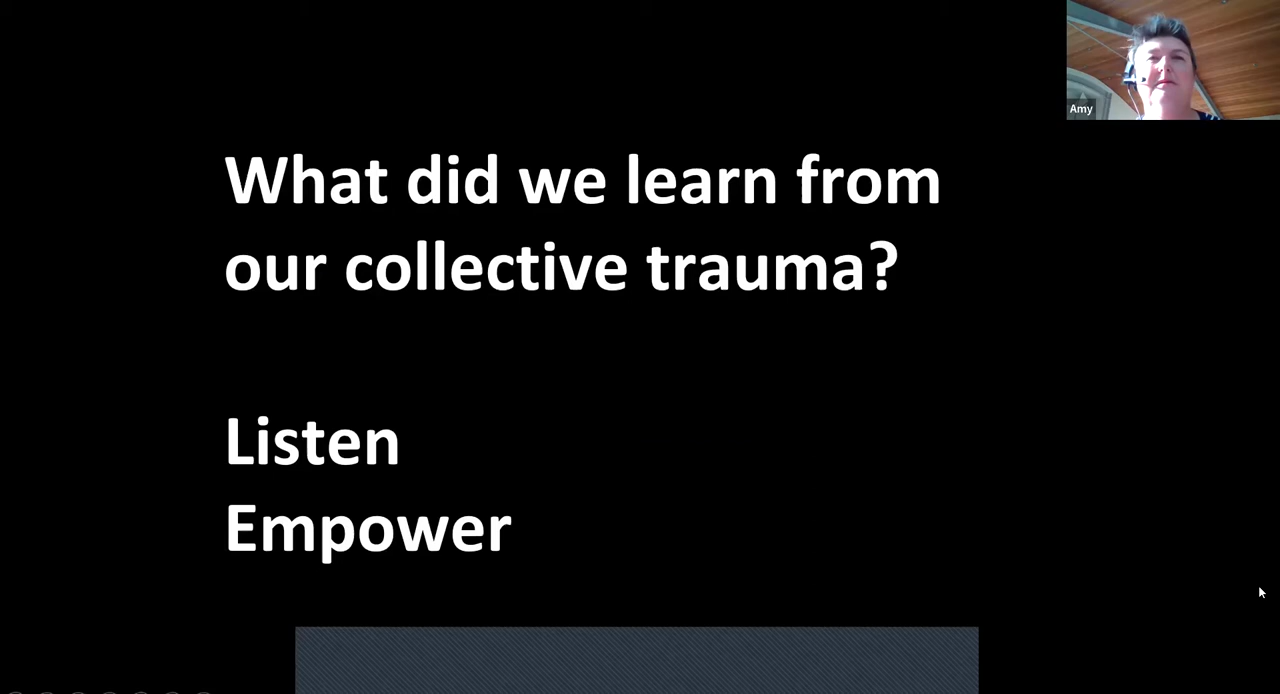 Amy
What did we learn from
our collective trauma?
Listen
Empower